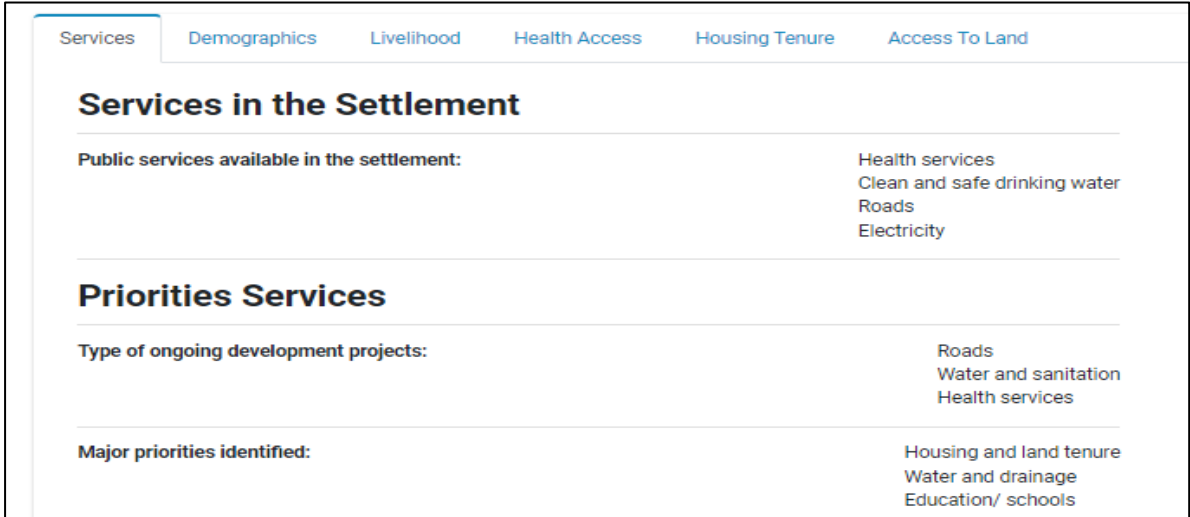 Services Demographics Livelihood Health Access Housing Tenure Access To Land
Services in the Settlement
Public services available in the settlement: Health services
Clean and safe drinking water
Roads
Electricity
Priorities Services
Type of ongoing development projects: Roads
Water and sanitation
Health services
Major priorities identified: Housing and land tenure
Water and drainage
Education/ schools